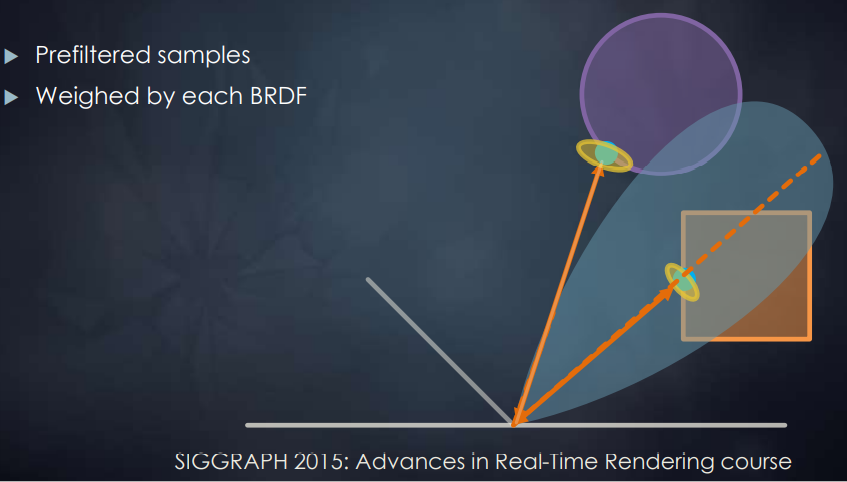 Prefiltered samples
Weighed by each BRDF
SIGGRAPH 2015: Advances in Real-Time Rendering course